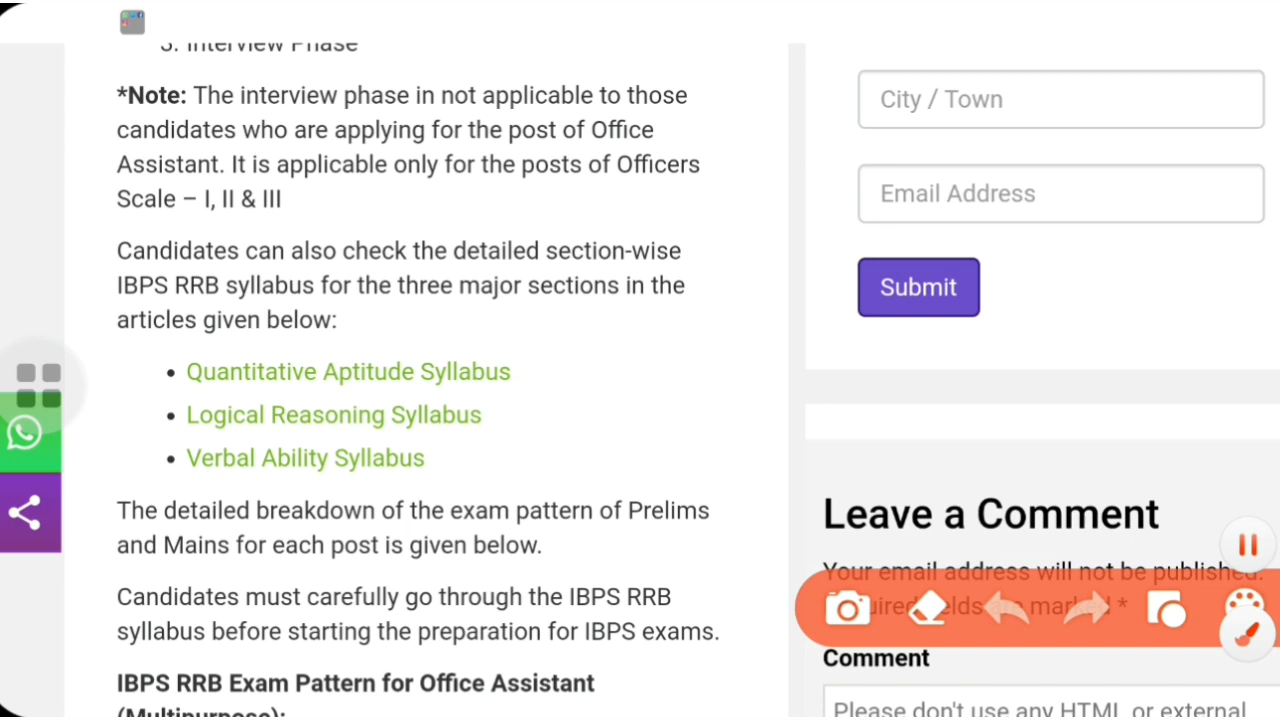 3. Interview Phase
*Note: The interview phase in not applicable to those
candidates who are applying for the post of Office
Assistant. It is applicable only for the posts of Officers
Scale – I, II & III
Candidates can also check the detailed section-wise
IBPS RRB syllabus for the three major sections in the
articles given below:
Quantitative Aptitude Syllabus
Logical Reasoning Syllabus
Verbal Ability Syllabus
The detailed breakdown of the exam pattern of Prelims
and Mains for each post is given below.
Candidates must carefully go through the IBPS RRB
syllabus before starting the preparation for IBPS exams.
IBPS RRB Exam Pattern for Office Assistant
(Multipurpose):
City / Town
Email Address
Submit
Leave a Comment
Your email address will not be published.
marked *
Comment
Please don't use any HTML or external